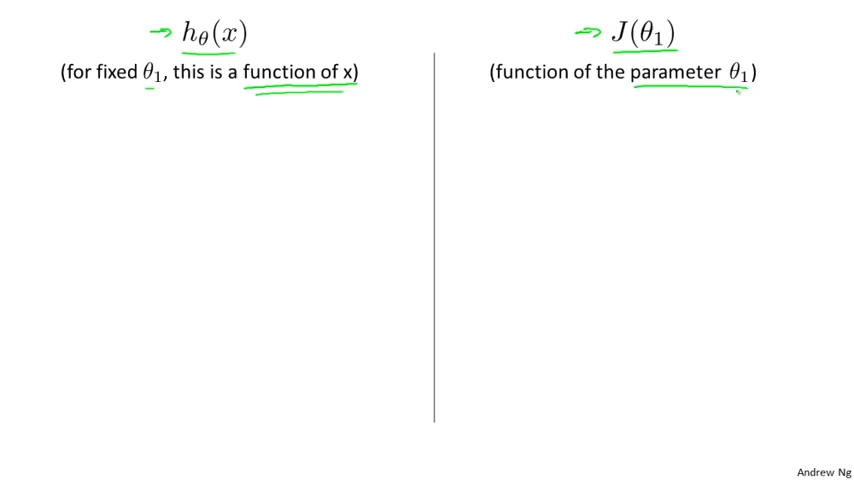 hθ(x)
(for fixed θ₁, this is a function of x)
J(θ₁)
(function of the parameter θ₁)
Andrew Ng